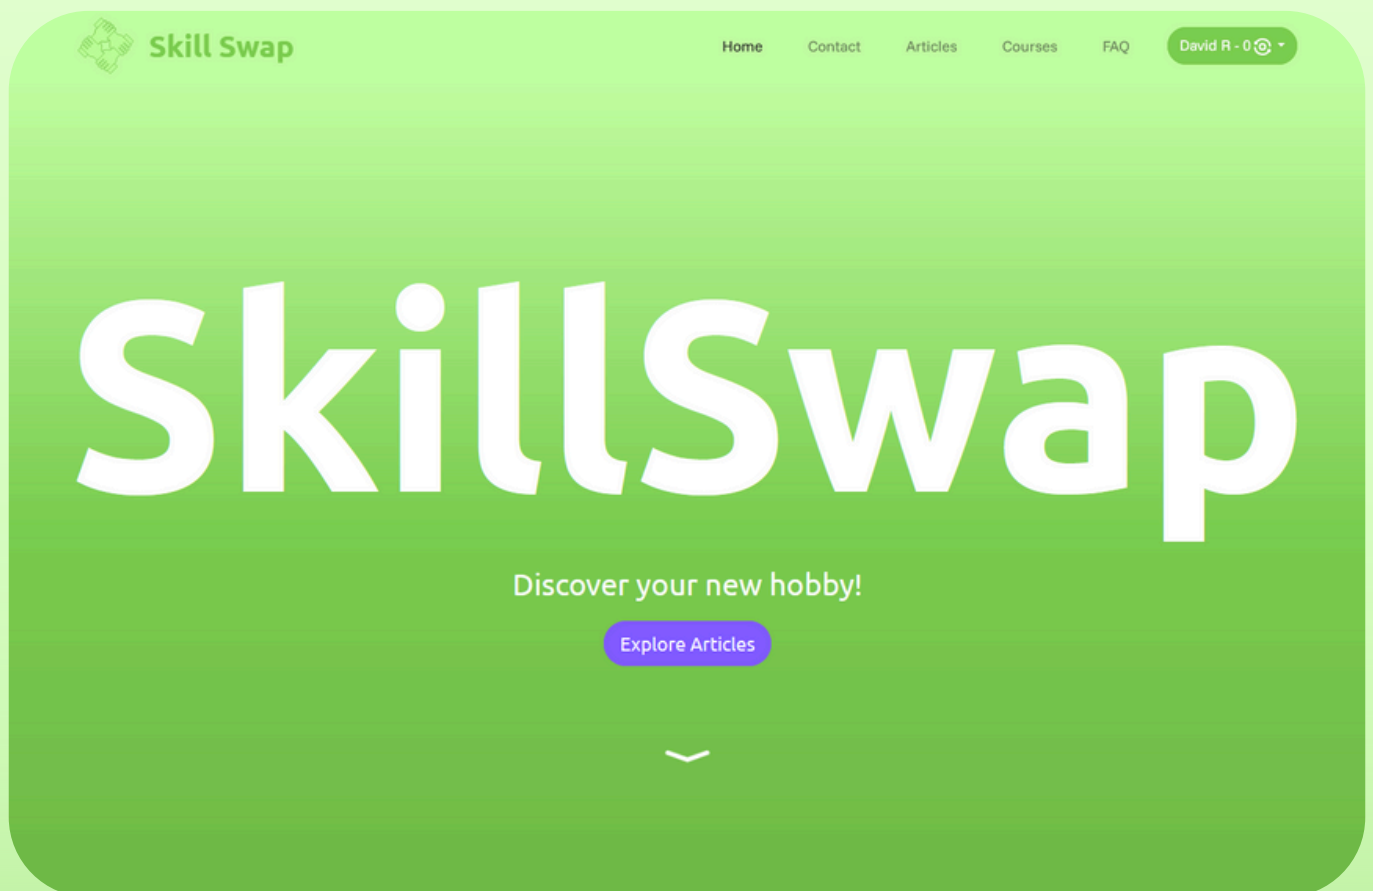 Skill Swap
Home Contact Articles Courses FAQ David R - 0
SkillSwap
Discover your new hobby!
Explore Articles